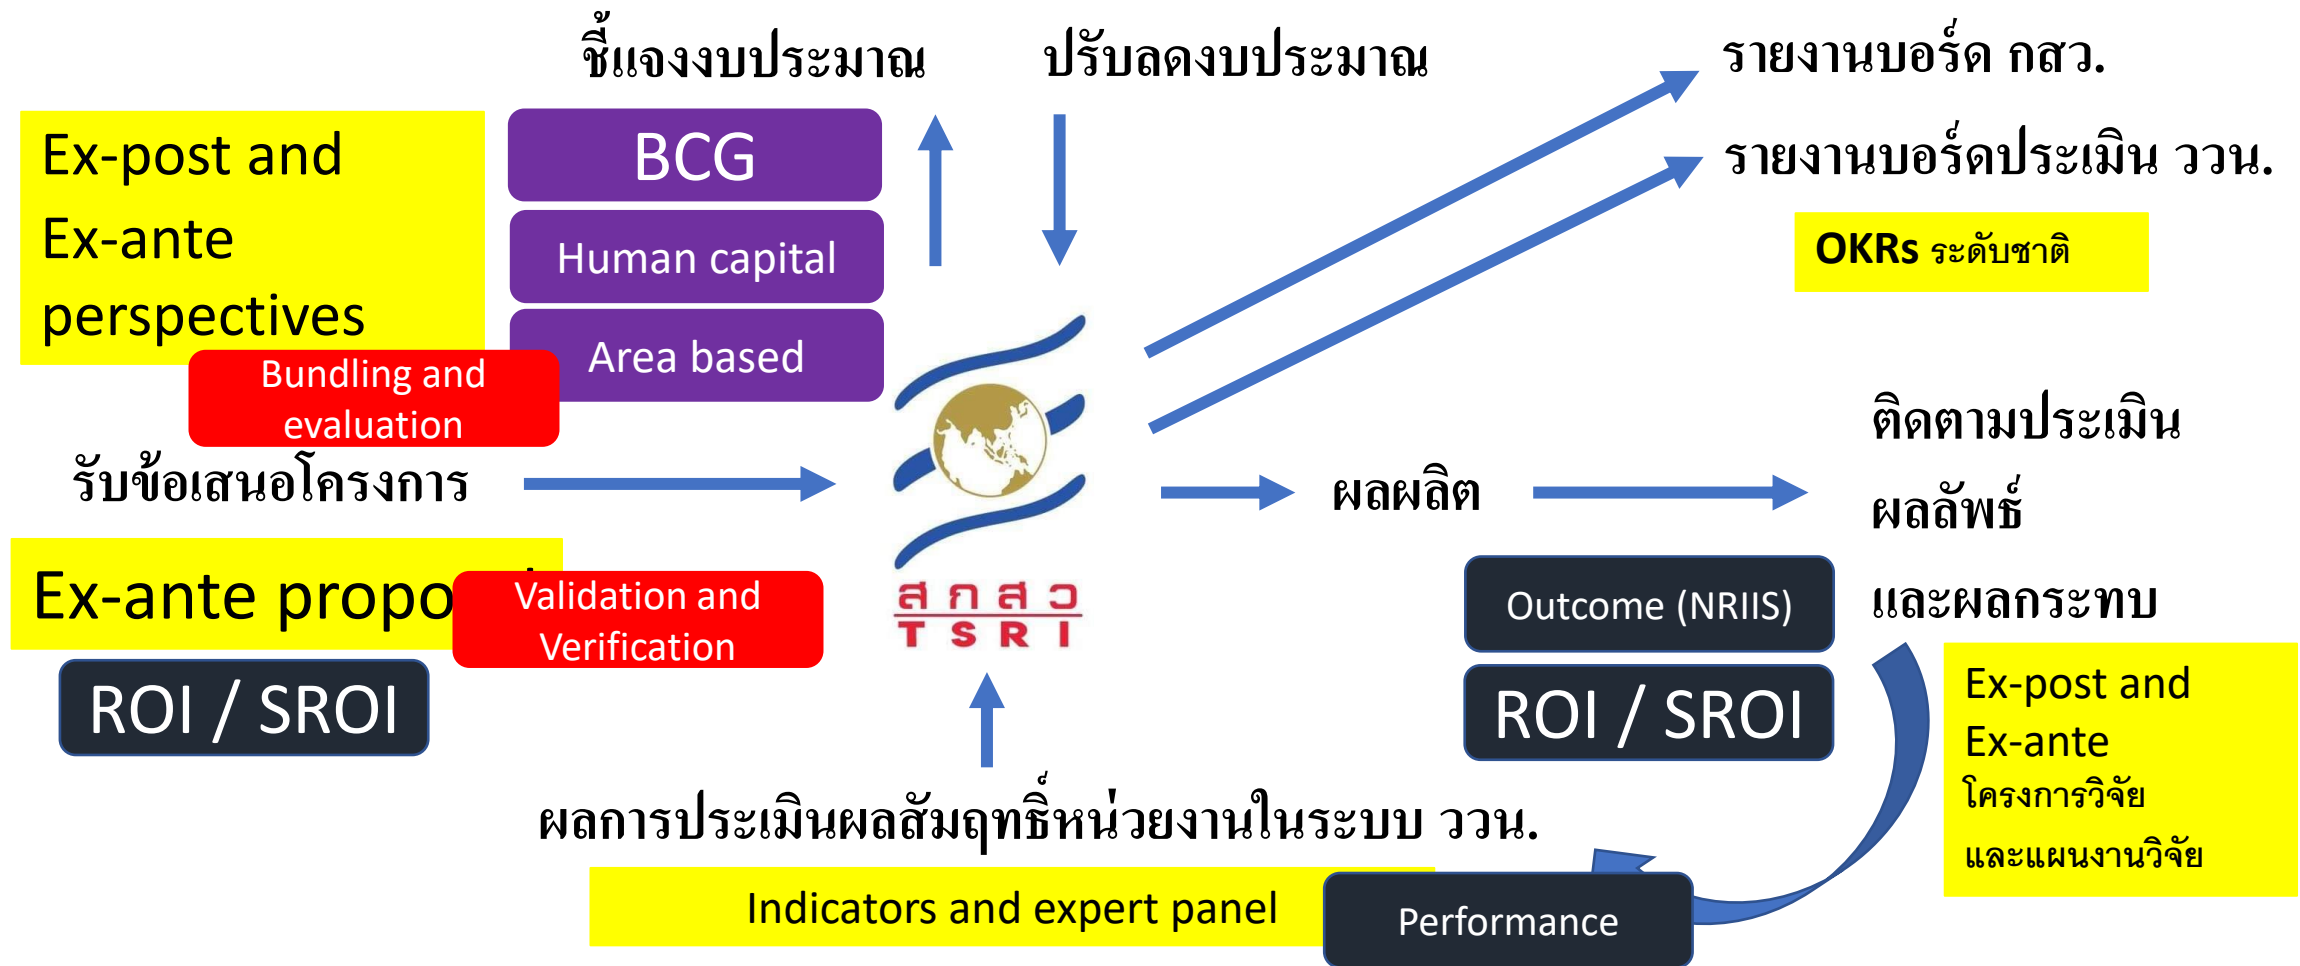 ชี้แจงงบประมาณ
ปรับลดงบประมาณ
รายงานบอร์ด กสว.
รายงานบอร์ดประเมิน ววน.
OKRs ระดับชาติ
Ex-post and
Ex-ante
perspectives
BCG
Human capital
Area based
Bundling and
evaluation
รับข้อเสนอโครงการ
Ex-ante propo
Validation and
Verification
ROI / SROI
สกสว
TSRI
ผลผลิต
ติดตามประเมิน
ผลลัพธ์
และผลกระทบ
Outcome (NRIIS)
ROI / SROI
Ex-post and
Ex-ante
โครงการวิจัย
และแผนงานวิจัย
ผลการประเมินผลสัมฤทธิ์หน่วยงานในระบบ ววน.
Indicators and expert panel
Performance